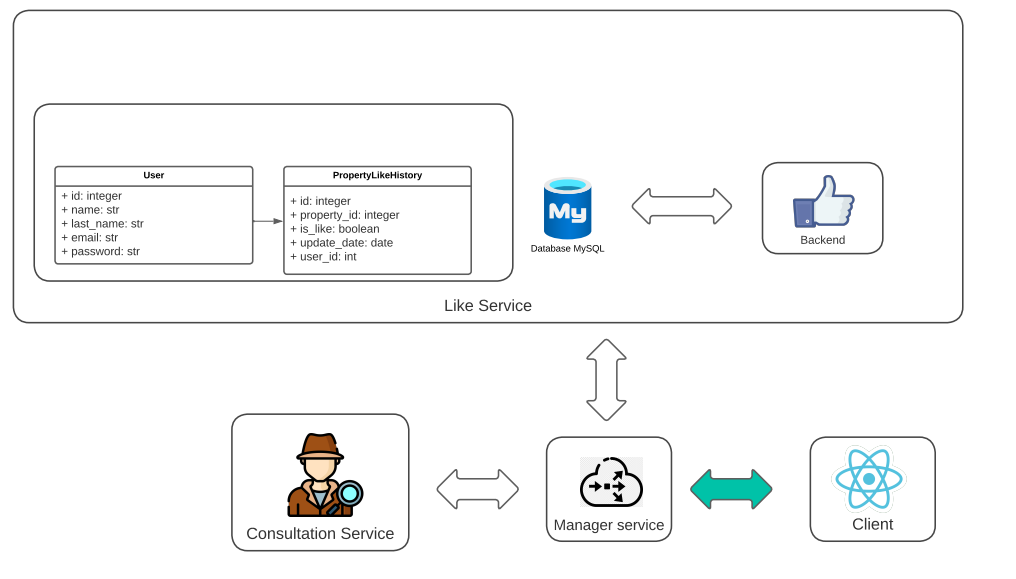 User
+ id: integer
+ name: str
+ last_name: str
+ email: str
+ password: str
PropertyLikeHistory
+ id: integer
+ property_id: integer
+ is_like: boolean
+ update_date: date
+ user_id: int
My
Database MySQL
Backend
Like Service
Consultation Service
Manager service
Client